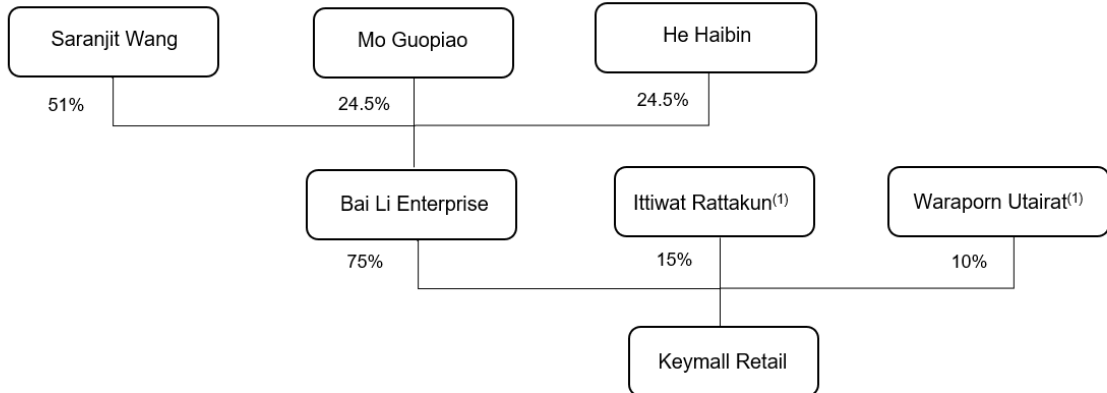 Saranjit Wang
Mo Guopiao
He Haibin
51%
24.5%
24.5%
Bai Li Enterprise
Ittiwat Rattakun(1)
Waraporn Utairat(1)
75%
15%
10%
Keymall Retail